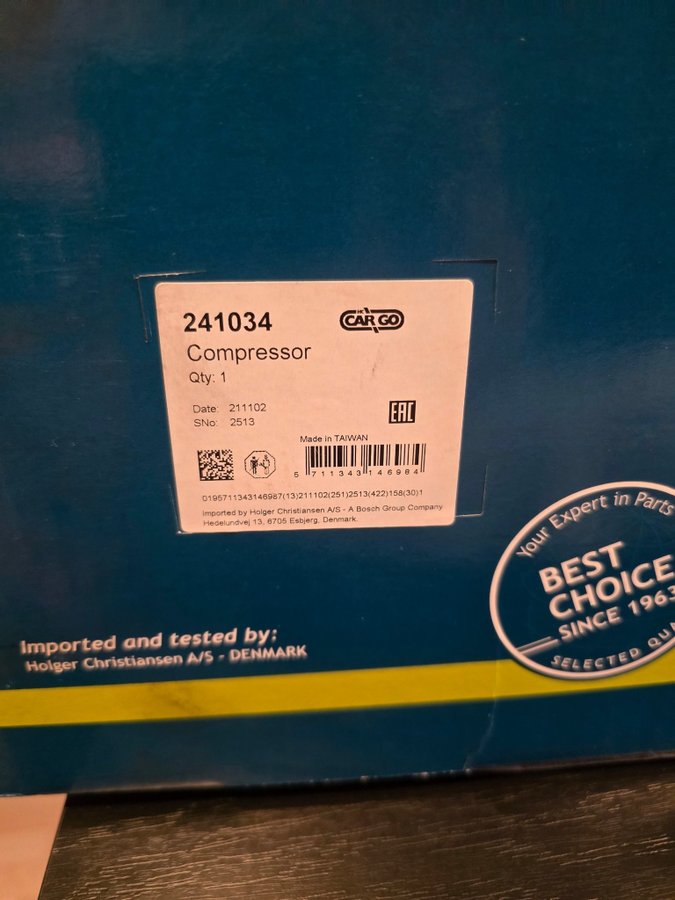 241034
HC
CARGO
Compressor
Qty: 1
Date: 211102
SNo: 2513
EAC
Made in TAIWAN
5 711343 146984
0195711343146987(13)211102(251)2513(422)158(30)1
Imported by Holger Christiansen A/S - A Bosch Group Company
Hedelundvej 13, 6705 Esbjerg, Denmark.
Your Expert in Parts
BEST
CHOICE
SINCE 1963
SELECTED
Imported and tested by:
Holger Christiansen A/S - DENMARK